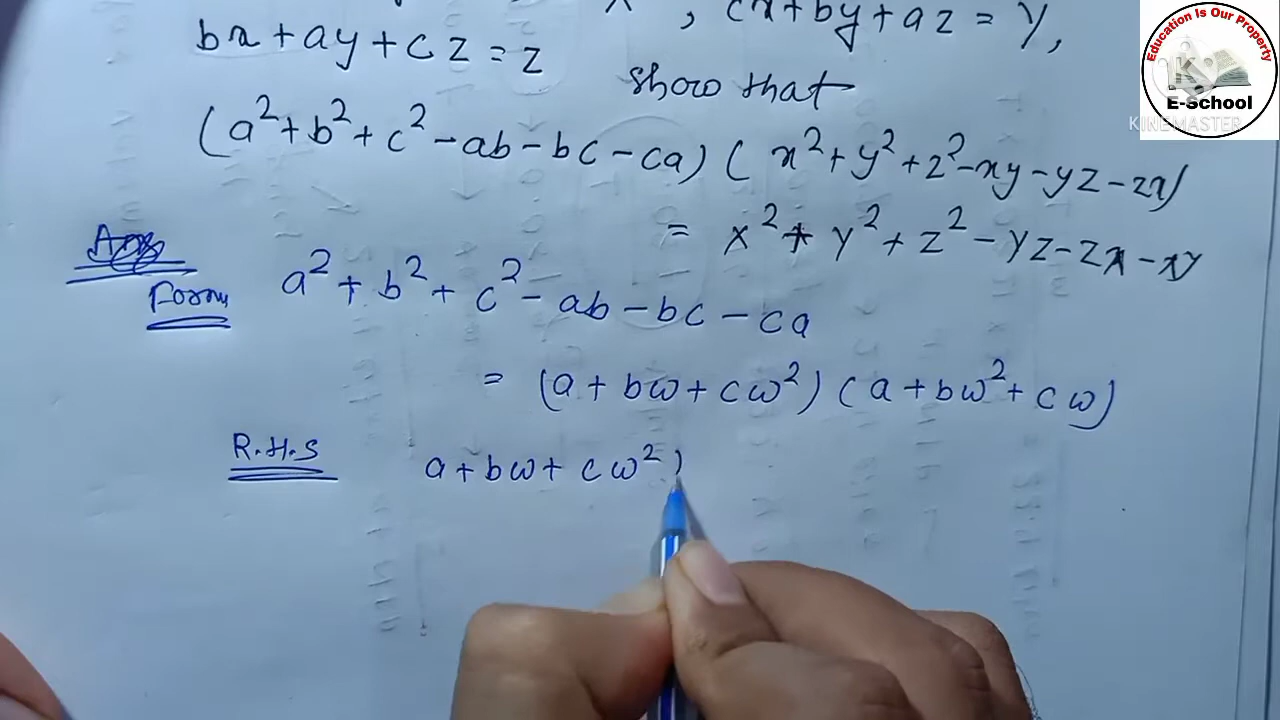 x , cx+by+az = y,
bx+ay+cz = z
show that
(a²+b²+c²-ab-bc-ca) (x²+y²+z²-xy-yz-zx)
= x²+y²+z²-yz-zx-xy
Form a²+b²+c²-ab-bc-ca
= (a+bω+cω²) (a+bω²+cω)
R.H.S a+bω+cω²)
Education Is Our Property
K
E-School
KINEMASTER